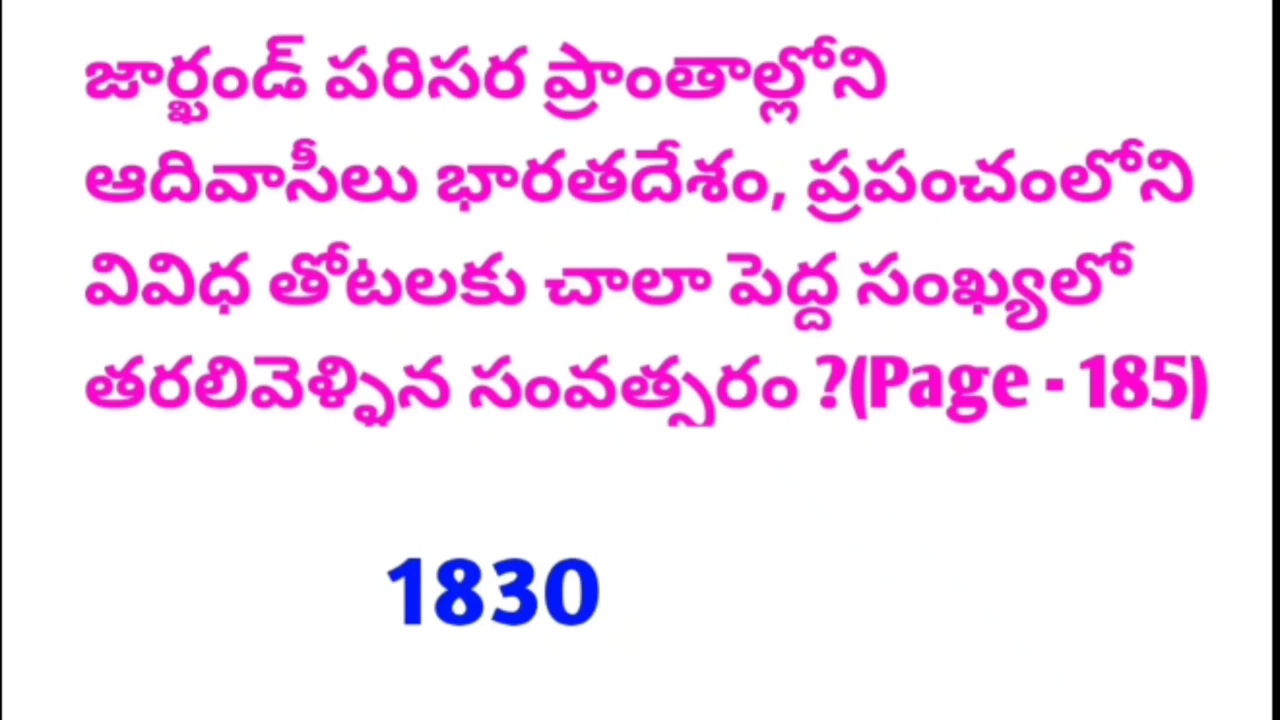 జార్ఖండ్ పరిసర ప్రాంతాల్లోని
ఆదివాసీలు భారతదేశం, ప్రపంచంలోని
వివిధ తోటలకు చాలా పెద్ద సంఖ్యలో
తరలివెళ్ళిన సంవత్సరం ?(Page - 185)
1830